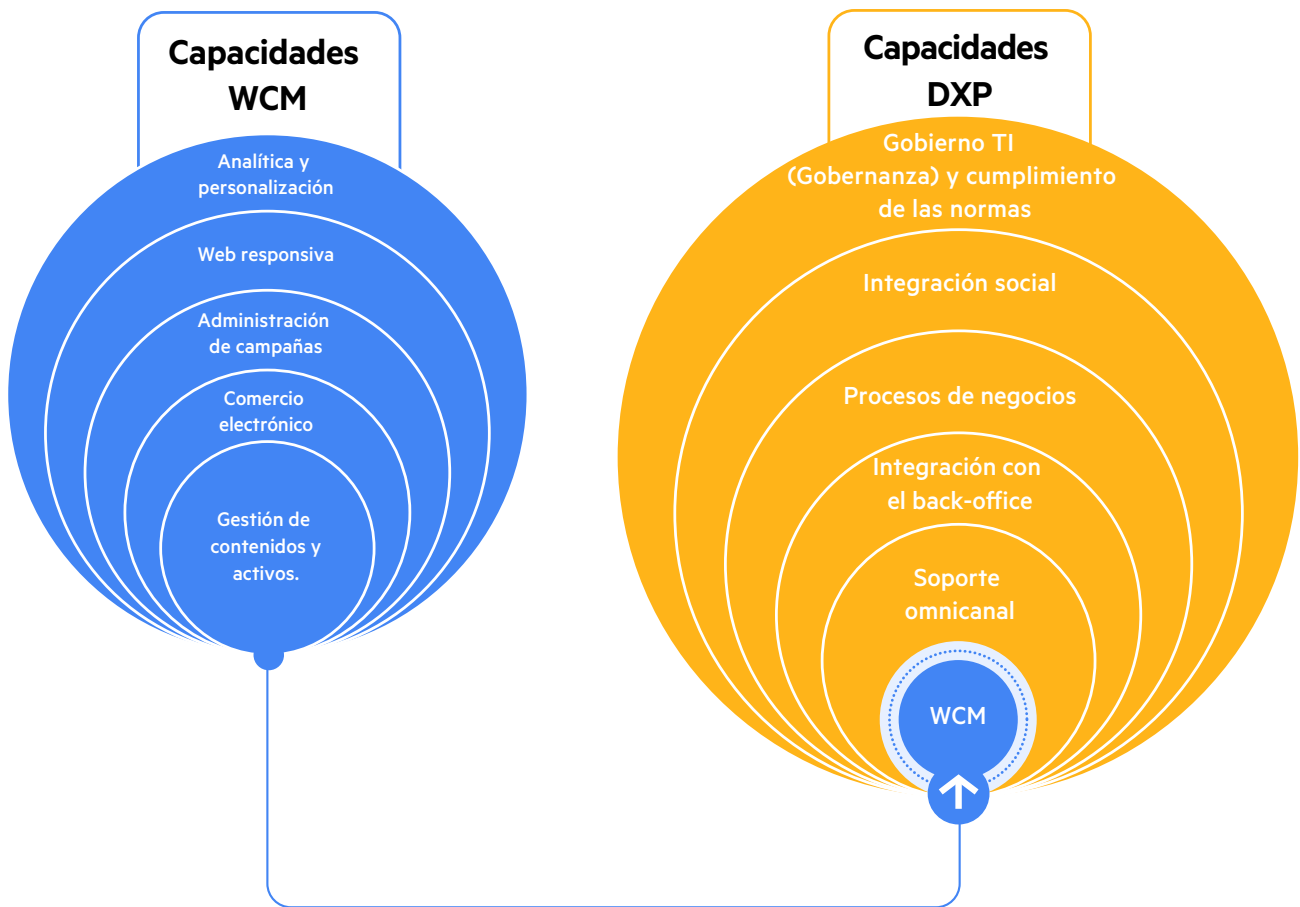 Capacidades
WCM
Analítica y
personalización
Web responsiva
Administración
de campañas
Comercio
electrónico
Gestión de
contenidos y
activos.
Capacidades
DXP
Gobierno TI
(Gobernanza) y cumplimiento
de las normas
Integración social
Procesos de negocios
Integración con
el back-office
Soporte
omnicanal
WCM